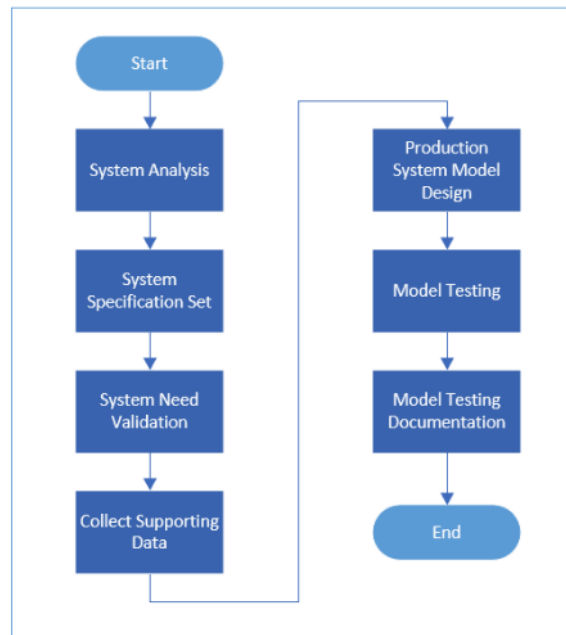 Start
System Analysis
System
Specification Set
System Need
Validation
Collect Supporting
Data
Production
System Model
Design
Model Testing
Model Testing
Documentation
End